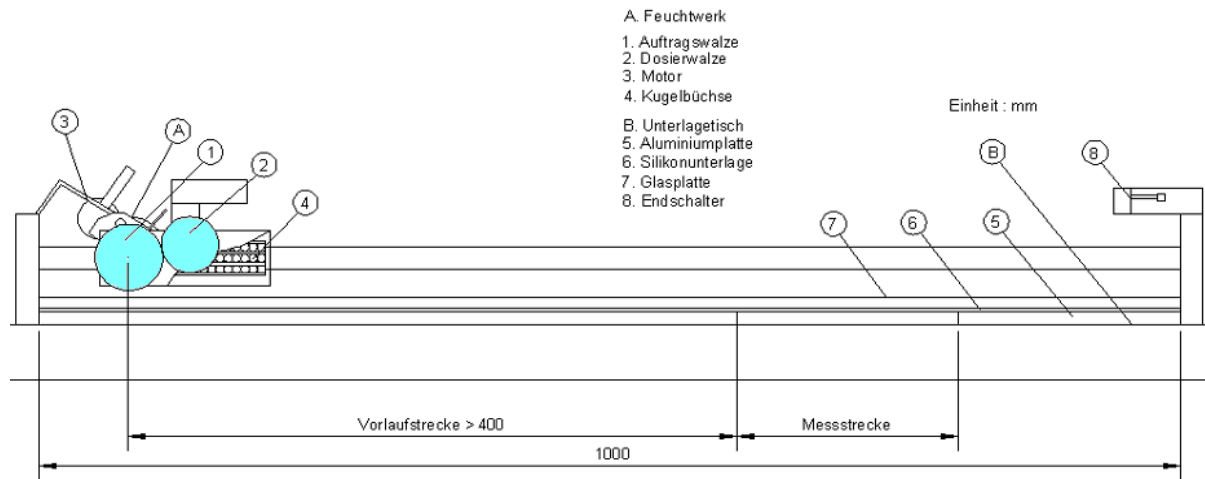 A. Feuchtwerk
1. Auftragswalze
2. Dosierwalze
3. Motor
4. Kugelbüchse
B. Unterlagetisch
5. Aluminiumplatte
6. Silikonunterlage
7. Glasplatte
8. Endschalter
Einheit : mm
3
A
1
2
4
7
6
5
B
8
Vorlaufstrecke > 400
Messstrecke
1000